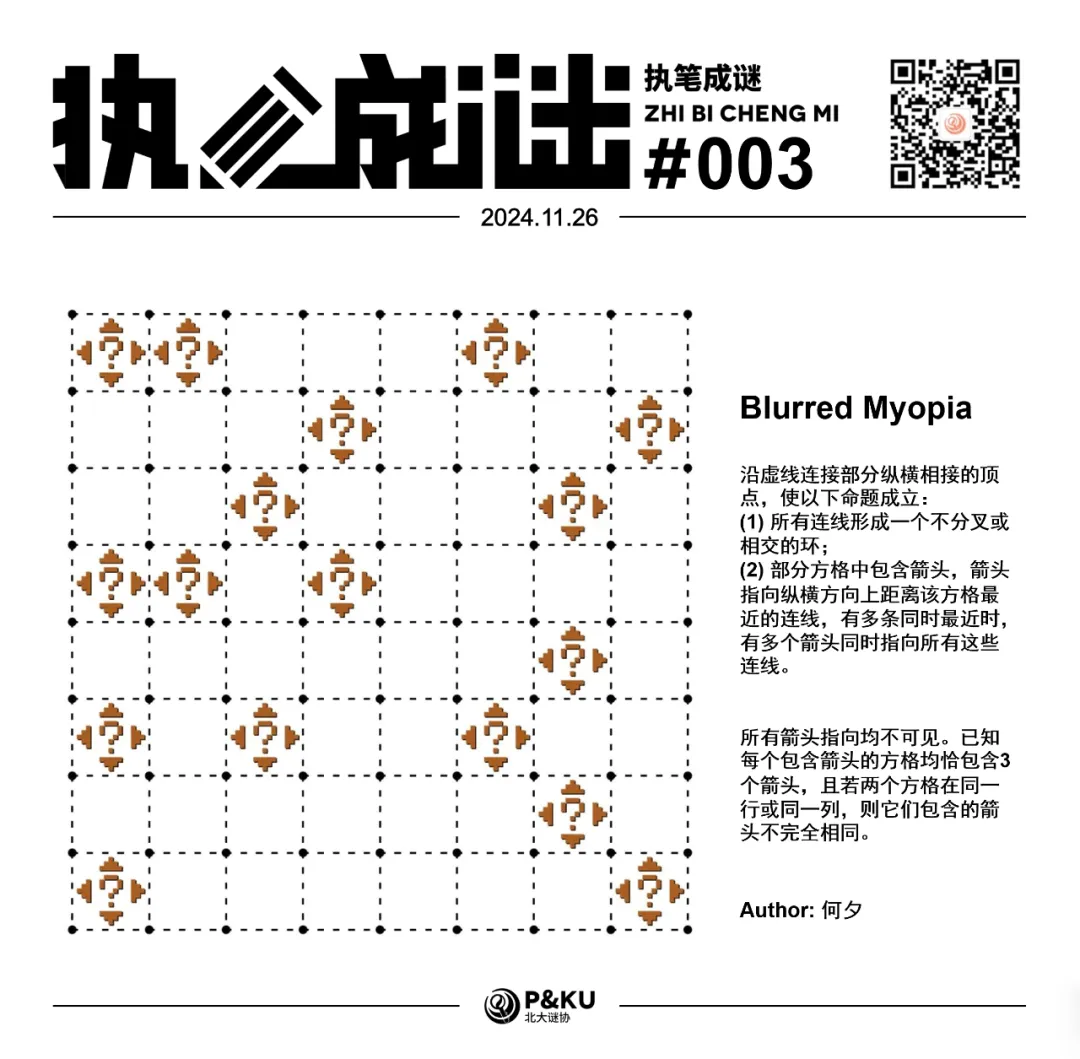 执笔成谜
执笔成谜
ZHI BI CHENG MI
#003
2024.11.26
Blurred Myopia
沿虚线连接部分纵横相接的顶
点，使以下命题成立：
(1) 所有连线形成一个不分叉或
相交的环；
(2) 部分方格中包含箭头，箭头
指向纵横方向上距离该方格最
近的连线，有多条同时最近时，
有多个箭头同时指向所有这些
连线。
所有箭头指向均不可见。已知
每个包含箭头的方格均恰包含3
个箭头，且若两个方格在同一
行或同一列，则它们包含的箭
头不完全相同。
Author: 何夕
? ? ?
? ?
? ?
? ? ?
?
? ? ?
?
? ?
P&KU
北大谜协